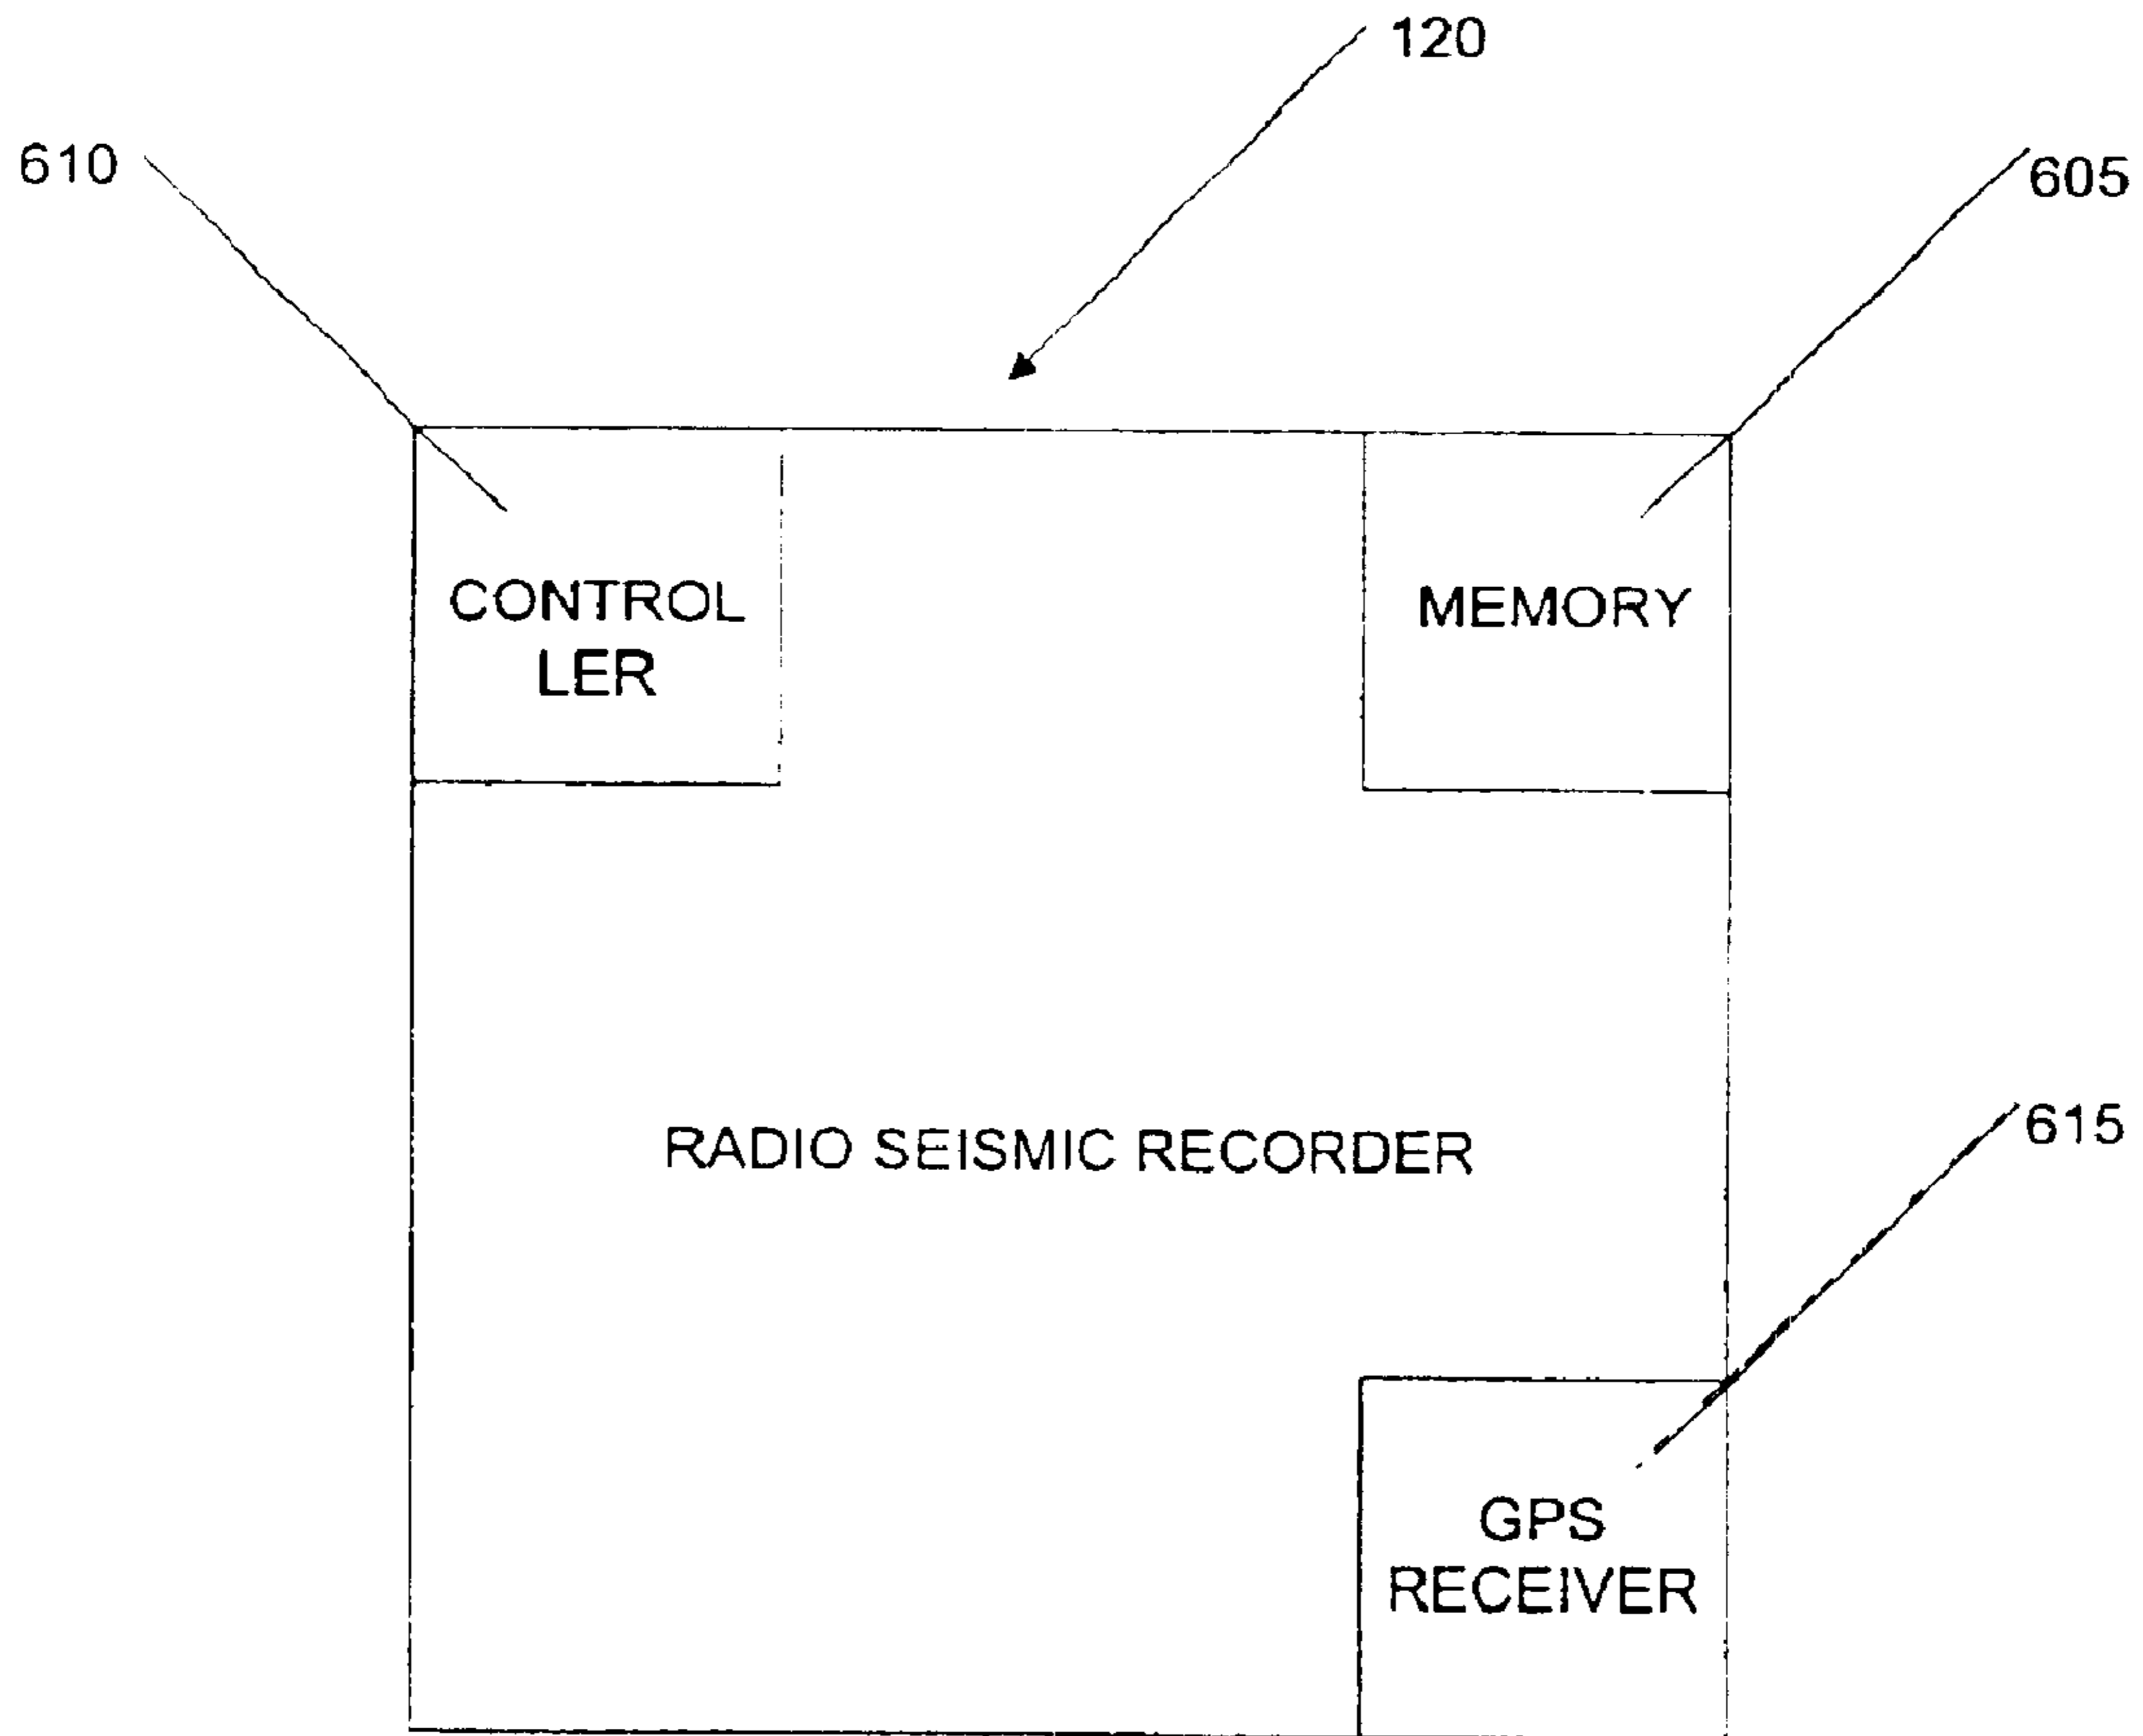 120
610
605
CONTROL
LER
MEMORY
RADIO SEISMIC RECORDER
615
GPS
RECEIVER